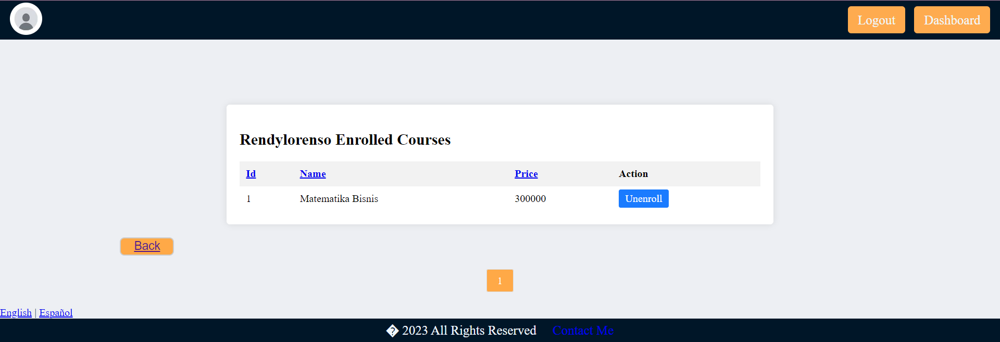 Logout Dashboard
Rendylorenso Enrolled Courses
Id Name Price Action
1 Matematika Bisnis 300000 Unenroll
Back
1
English | Español
� 2023 All Rights Reserved Contact Me